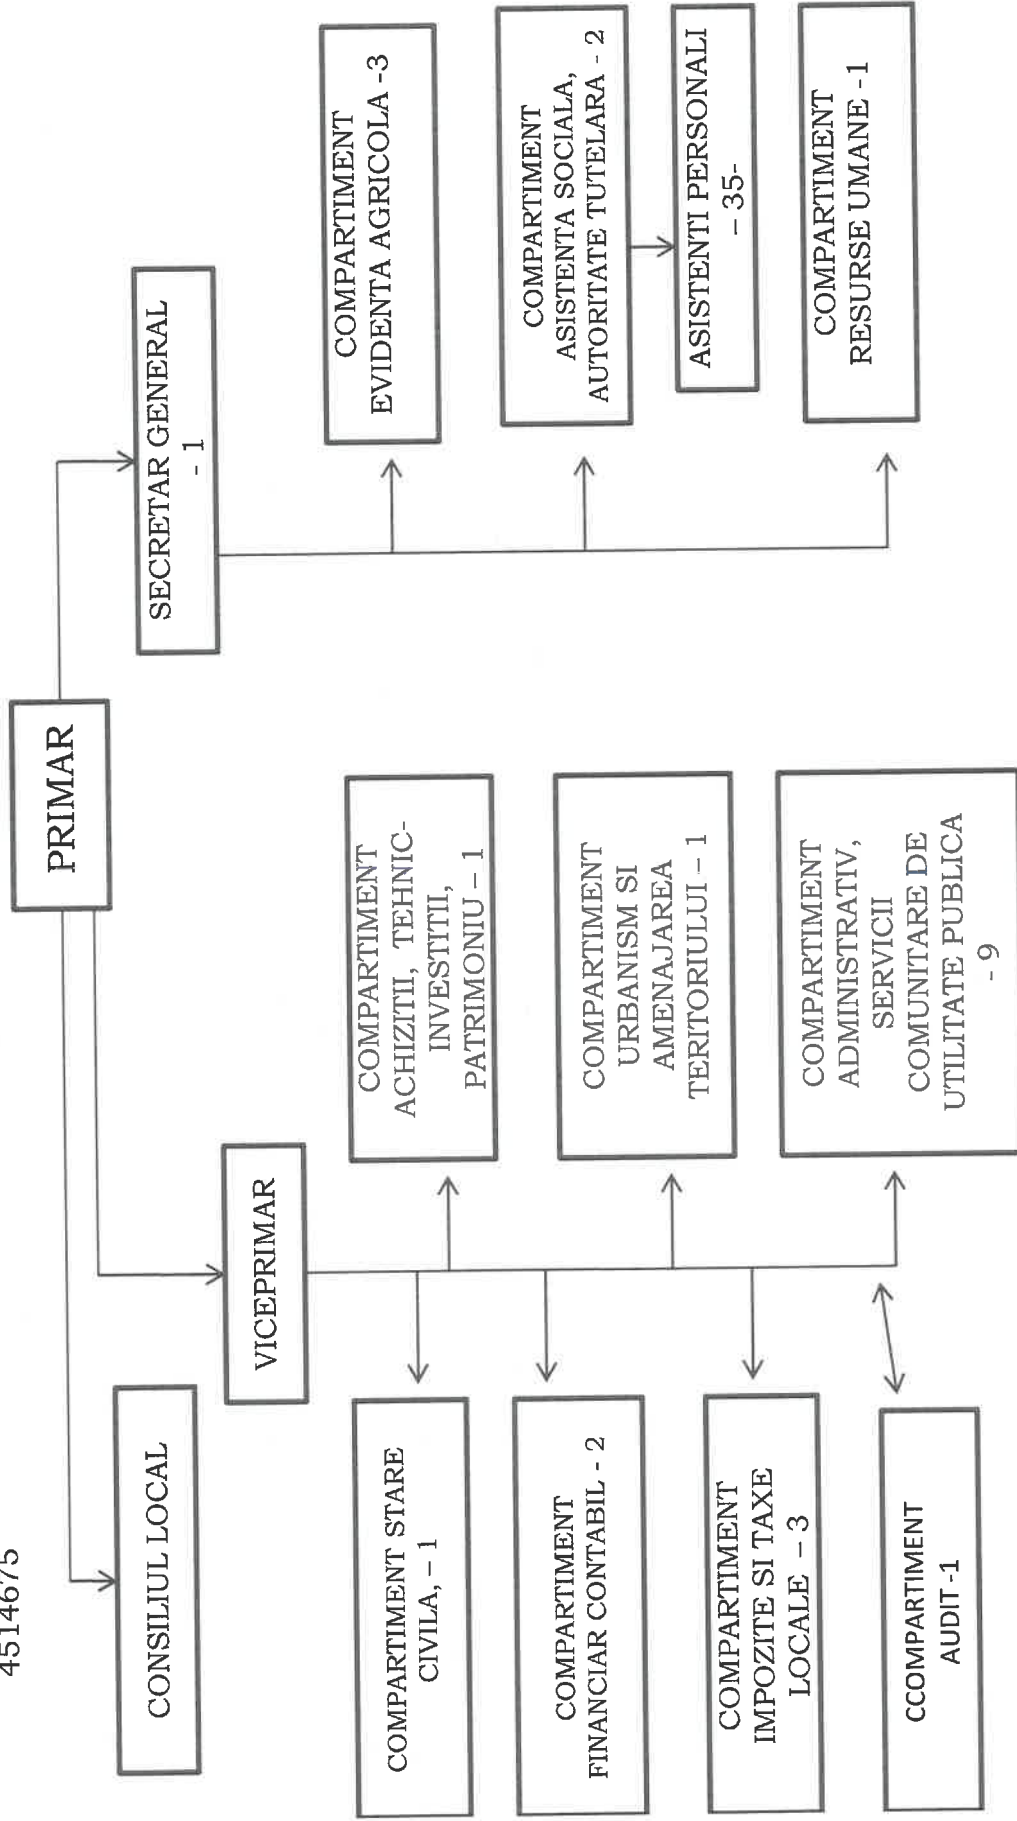 4514675
PRIMAR
CONSILIUL LOCAL
VICEPRIMAR
SECRETAR GENERAL
- 1
COMPARTIMENT STARE
CIVILA, – 1
COMPARTIMENT
FINANCIAR CONTABIL - 2
COMPARTIMENT
IMPOZITE SI TAXE
LOCALE – 3
CCOMPARTIMENT
AUDIT -1
COMPARTIMENT
ACHIZITII, TEHNIC-
INVESTITII,
PATRIMONIU – 1
COMPARTIMENT
URBANISM SI
AMENAJAREA
TERITORIULUI – 1
COMPARTIMENT
ADMINISTRATIV,
SERVICII
COMUNITARE DE
UTILITATE PUBLICA
- 9
COMPARTIMENT
EVIDENTA AGRICOLA -3
COMPARTIMENT
ASISTENTA SOCIALA,
AUTORITATE TUTELARA - 2
ASISTENTI PERSONALI
– 35-
COMPARTIMENT
RESURSE UMANE -1